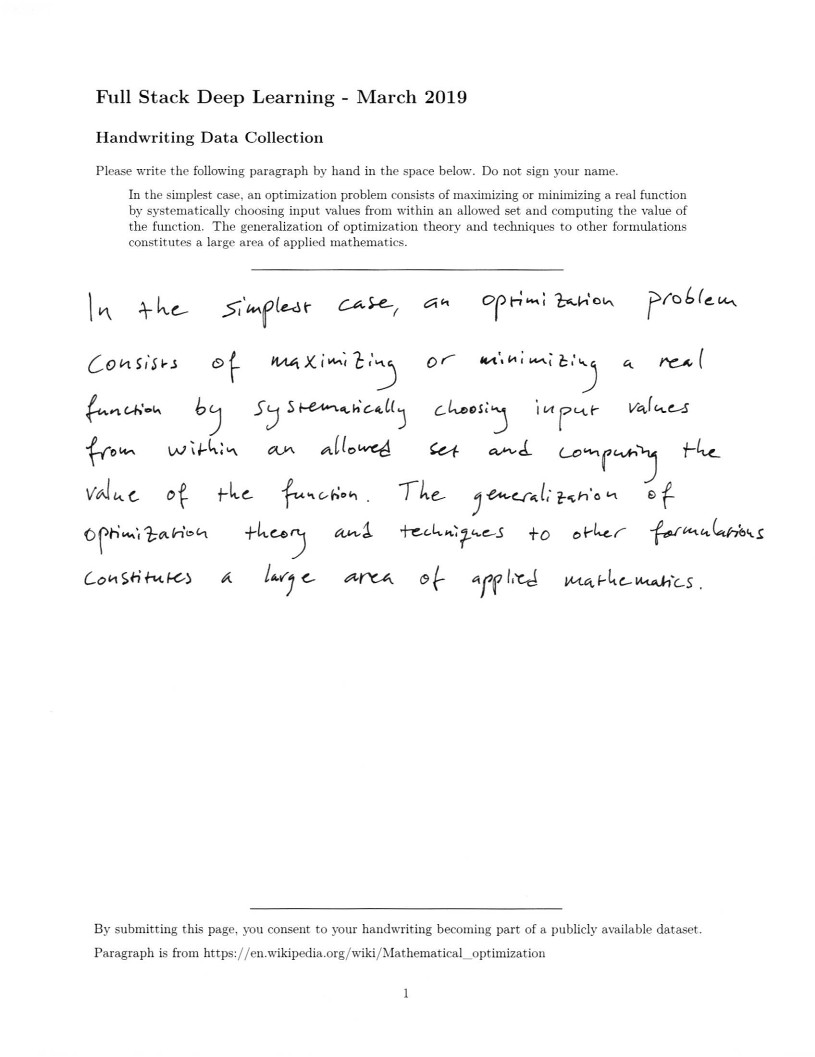 Full Stack Deep Learning - March 2019
Handwriting Data Collection
Please write the following paragraph by hand in the space below. Do not sign your name.
In the simplest case, an optimization problem consists of maximizing or minimizing a real function
by systematically choosing input values from within an allowed set and computing the value of
the function. The generalization of optimization theory and techniques to other formulations
constitutes a large area of applied mathematics.
In the simplest case, an optimization problem
consists of maximizing or minimizing a real
function by systematically choosing input values
from within an allowed set and computing the
value of the function. The generalization of
optimization theory and techniques to other formulations
constitutes a large area of applied mathematics.
By submitting this page, you consent to your handwriting becoming part of a publicly available dataset.
Paragraph is from https://en.wikipedia.org/wiki/Mathematical_optimization
1